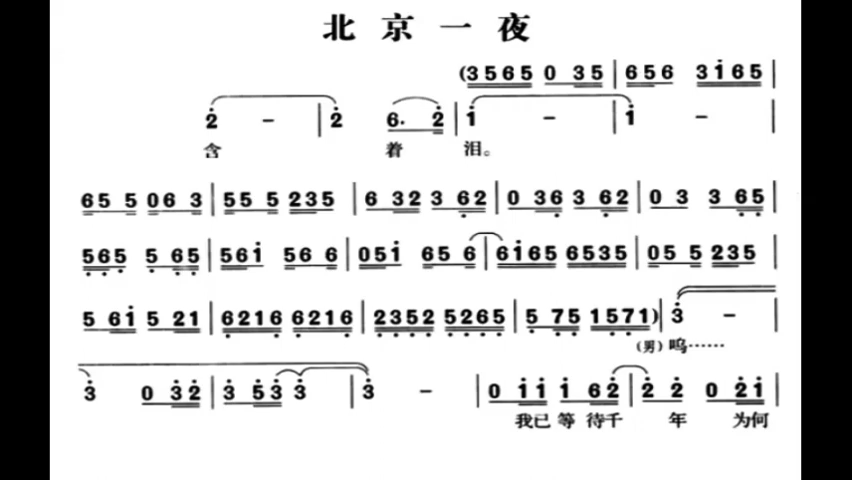 北京一夜
(3565 0 35 | 656 3165 |
2 - | 2 6· 2 | 1 - | 1 - |
含 着 泪。
65 5 06 3 | 55 5 235 | 6 32 3 62 | 0 36 3 62 | 0 3 3 65 |
565 5 65 | 561 56 6 | 051 65 6 | 6165 6535 | 05 5 235 |
5 61 5 21 | 6216 6216 | 2352 5265 | 5 75 1571) | 3 - |
(男)呜……
3 0 32 | 3 53 3 | 3 - | 0 11 1 62 | 2 2 0 21 |
我已 等 待千 年 为何